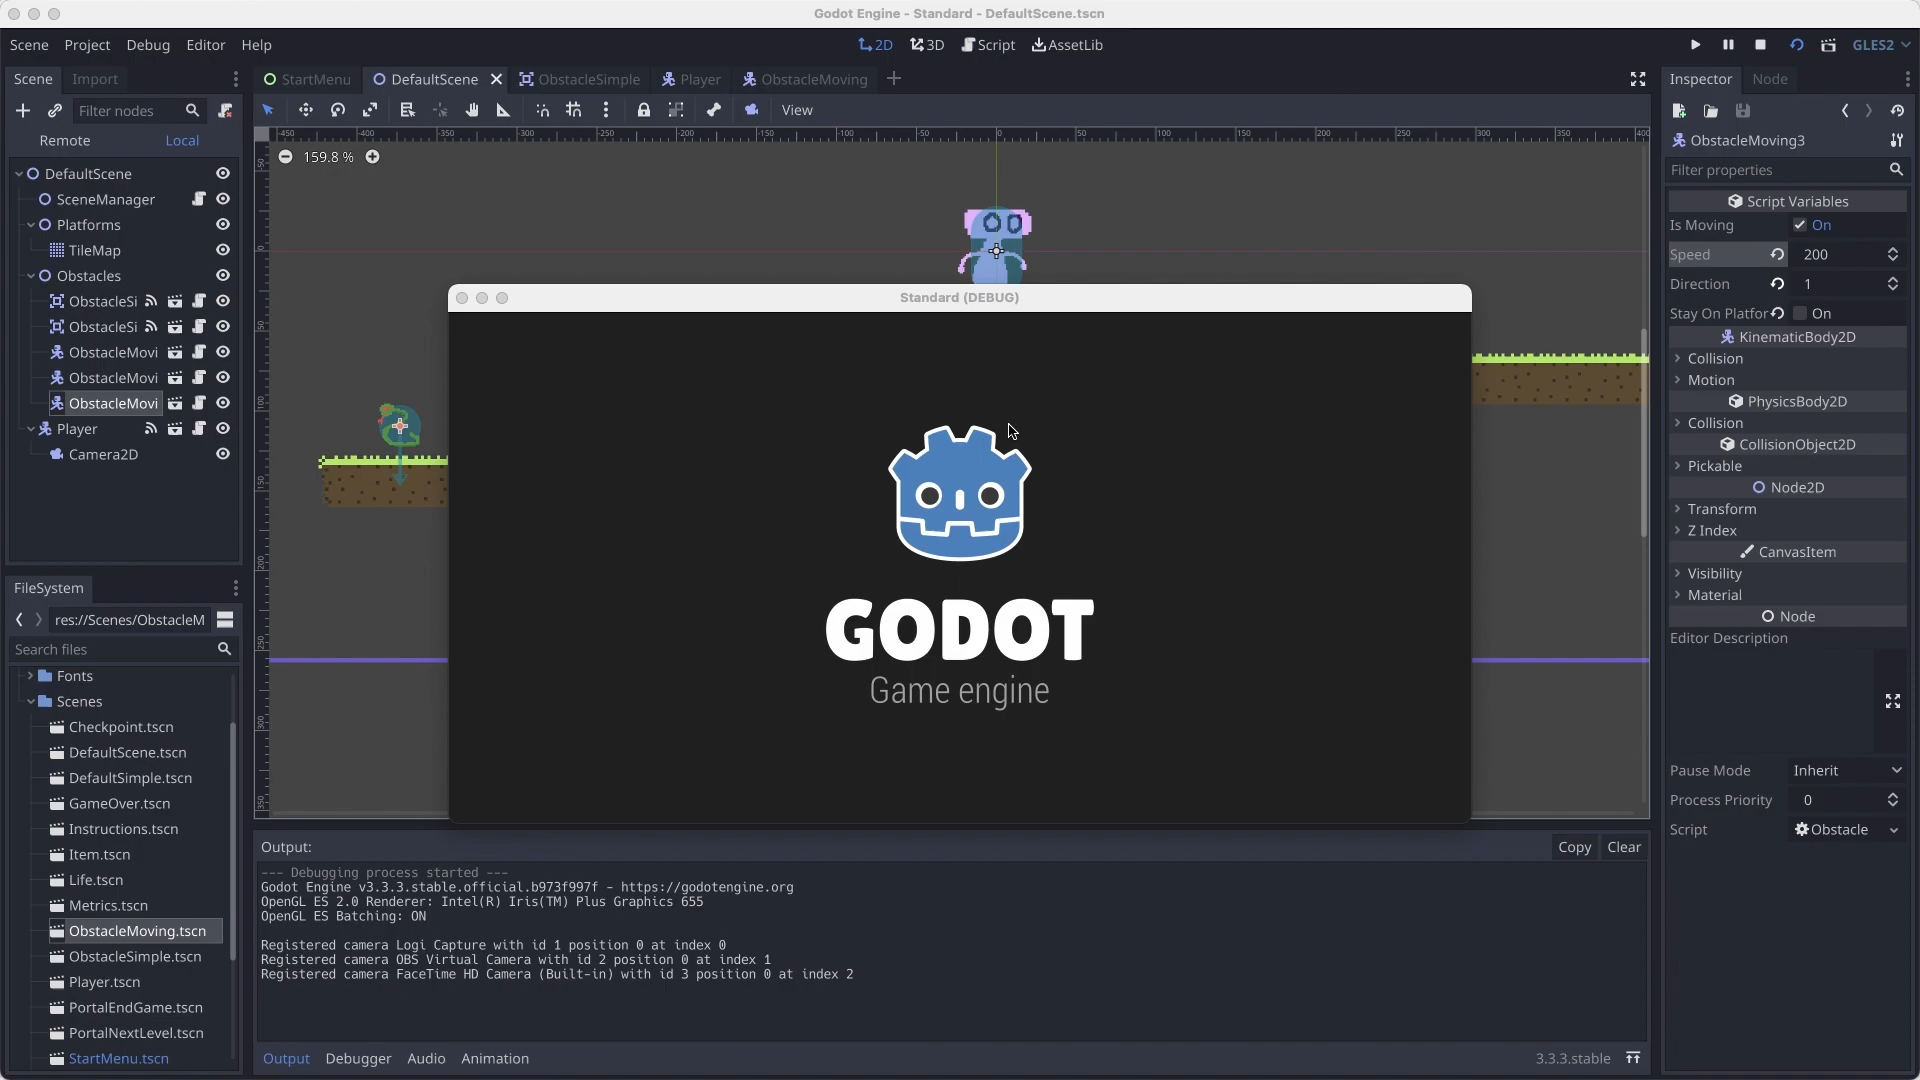 Godot Engine - Standard - DefaultScene.tscn
Scene Project Debug Editor Help
2D 3D Script AssetLib
GLES2
Scene Import
StartMenu DefaultScene ObstacleSimple Player ObstacleMoving
Inspector Node
Filter nodes
View
Remote Local
ObstacleMoving3
159.8 %
Filter properties
DefaultScene
SceneManager
Platforms
TileMap
Obstacles
ObstacleSi
ObstacleSi
ObstacleMovi
ObstacleMovi
ObstacleMovi
Player
Camera2D
Script Variables
Is Moving On
Speed 200
Direction 1
Stay On Platfor On
KinematicBody2D
Collision
Motion
PhysicsBody2D
Collision
CollisionObject2D
Pickable
Node2D
Transform
Z Index
CanvasItem
Visibility
Material
Node
Editor Description
Pause Mode Inherit
Process Priority 0
Script Obstacle
Standard (DEBUG)
GODOT
Game engine
FileSystem
res://Scenes/ObstacleM
Search files
Fonts
Scenes
Checkpoint.tscn
DefaultScene.tscn
DefaultSimple.tscn
GameOver.tscn
Instructions.tscn
Item.tscn
Life.tscn
Metrics.tscn
ObstacleMoving.tscn
ObstacleSimple.tscn
Player.tscn
PortalEndGame.tscn
PortalNextLevel.tscn
StartMenu.tscn
Output: Copy Clear
--- Debugging process started ---
Godot Engine v3.3.3.stable.official.b973f997f - https://godotengine.org
OpenGL ES 2.0 Renderer: Intel(R) Iris(TM) Plus Graphics 655
OpenGL ES Batching: ON
Registered camera Logi Capture with id 1 position 0 at index 0
Registered camera OBS Virtual Camera with id 2 position 0 at index 1
Registered camera FaceTime HD Camera (Built-in) with id 3 position 0 at index 2
Output Debugger Audio Animation
3.3.3.stable